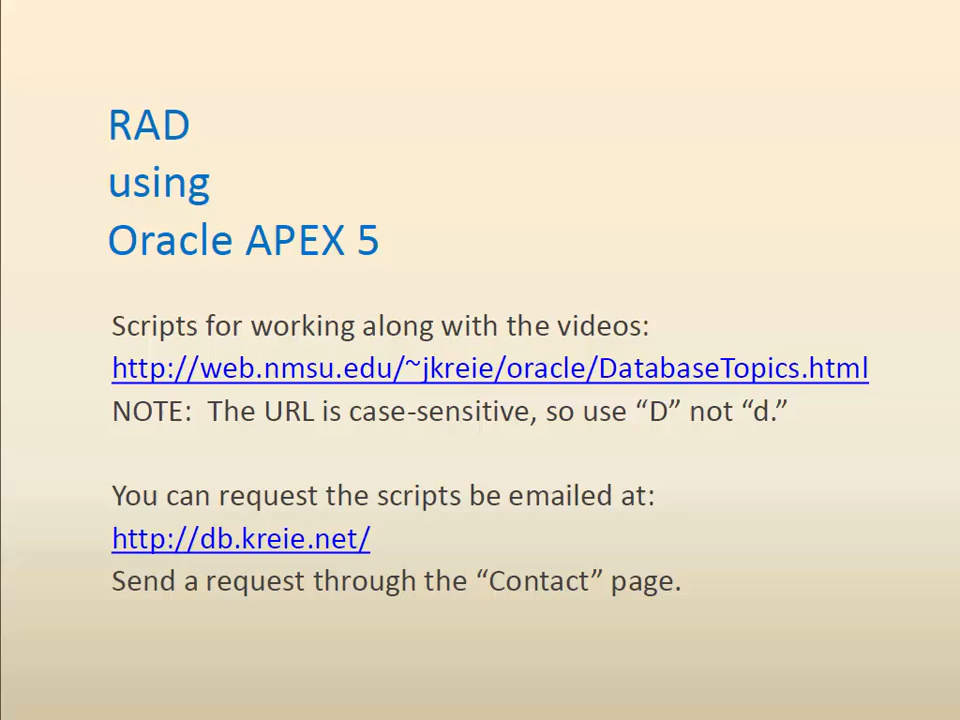 RAD
using
Oracle APEX 5
Scripts for working along with the videos:
http://web.nmsu.edu/~jkreie/oracle/DatabaseTopics.html
NOTE:  The URL is case-sensitive, so use “D” not “d.”
You can request the scripts be emailed at:
http://db.kreie.net/
Send a request through the “Contact” page.